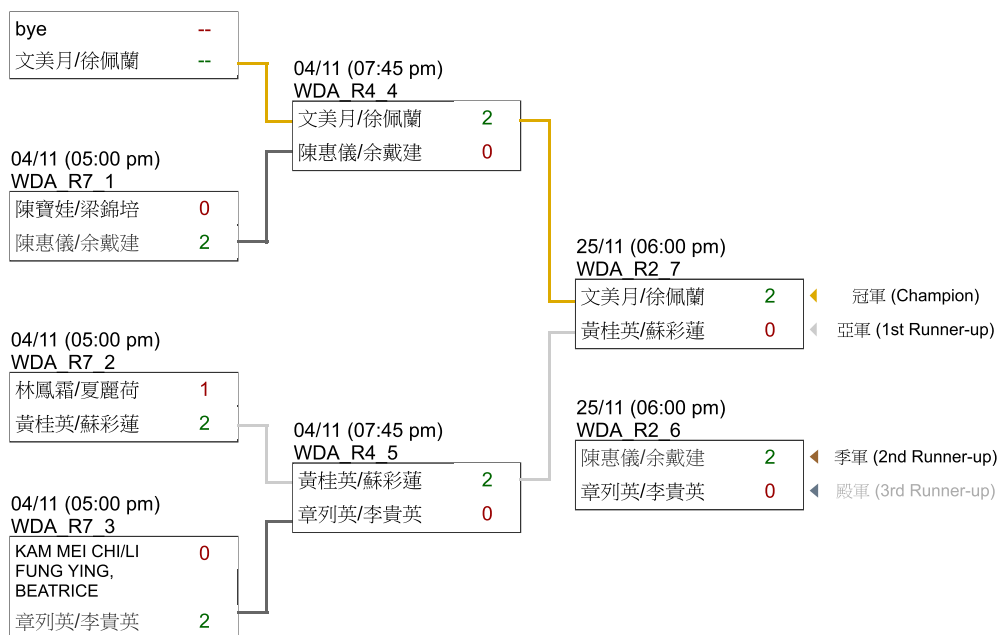 bye --
文美月/徐佩蘭 --
04/11 (05:00 pm)
WDA_R7_1
陳寶娃/梁錦培 0
陳惠儀/余戴建 2
04/11 (05:00 pm)
WDA_R7_2
林鳳霜/夏麗荷 1
黃桂英/蘇彩蓮 2
04/11 (05:00 pm)
WDA_R7_3
KAM MEI CHI/LI 0
FUNG YING,
BEATRICE
章列英/李貴英 2
04/11 (07:45 pm)
WDA_R4_4
文美月/徐佩蘭 2
陳惠儀/余戴建 0
04/11 (07:45 pm)
WDA_R4_5
黃桂英/蘇彩蓮 2
章列英/李貴英 0
25/11 (06:00 pm)
WDA_R2_7
文美月/徐佩蘭 2 冠軍 (Champion)
黃桂英/蘇彩蓮 0 亞軍 (1st Runner-up)
25/11 (06:00 pm)
WDA_R2_6
陳惠儀/余戴建 2 季軍 (2nd Runner-up)
章列英/李貴英 0 殿軍 (3rd Runner-up)